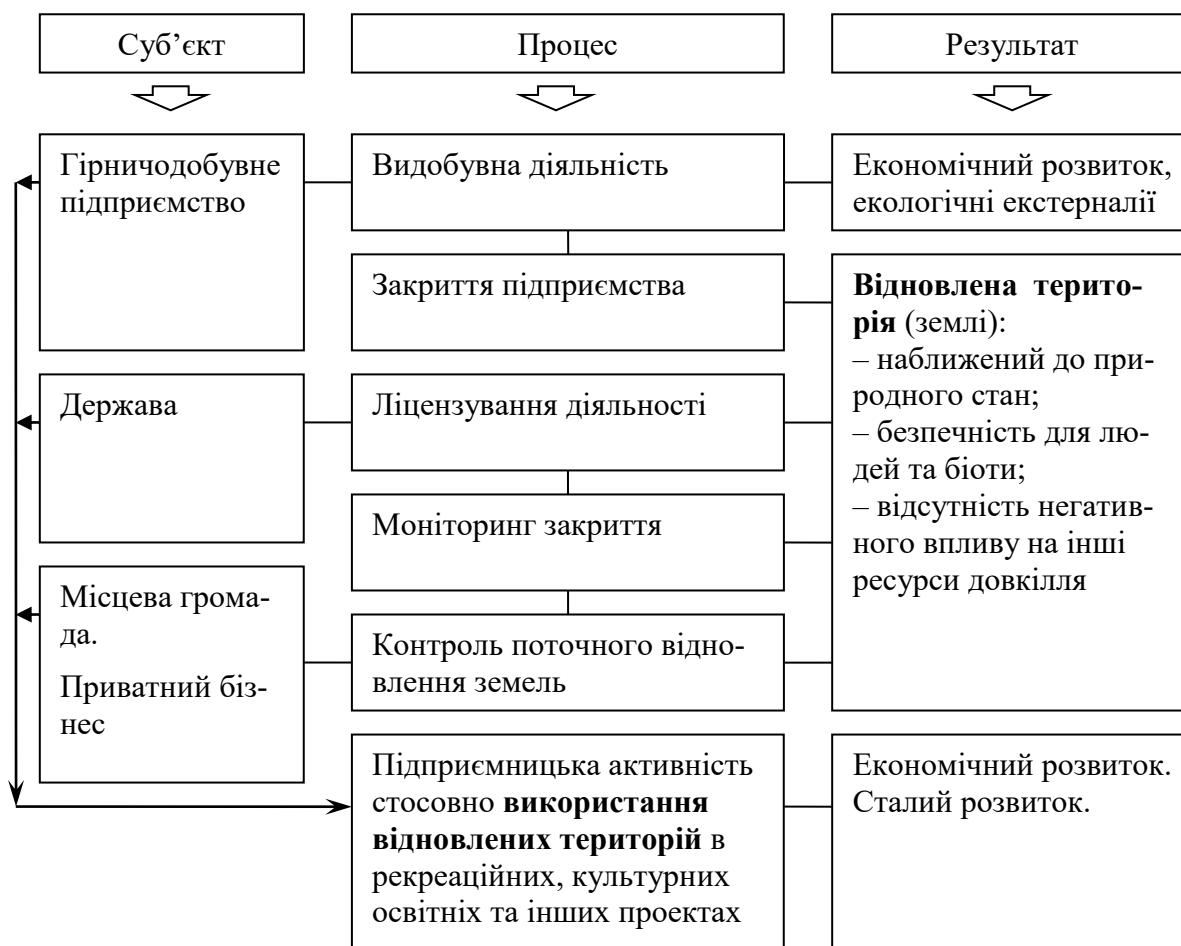 Суб’єкт
Процес
Результат
Гірничодобувне
підприємство
Видобувна діяльність
Економічний розвиток,
екологічні екстерналії
Закриття підприємства
Відновлена терито-
рія (землі):
– наближений до при-
родного стан;
– безпечність для лю-
дей та біоти;
– відсутність негатив-
ного впливу на інші
ресурси довкілля
Держава
Ліцензування діяльності
Моніторинг закриття
Місцева грома-
да.
Приватний біз-
нес
Контроль поточного відно-
влення земель
Підприємницька активність
стосовно використання
відновлених територій в
рекреаційних, культурних
освітніх та інших проектах
Економічний розвиток.
Сталий розвиток.